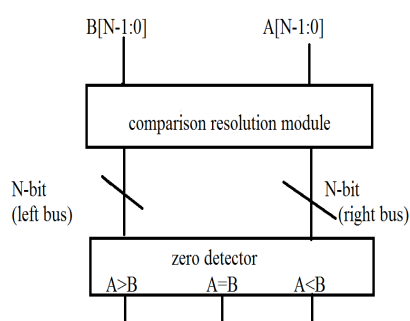 B[N-1:0] A[N-1:0]
comparison resolution module
N-bit
(left bus)
N-bit
(right bus)
zero detector
A>B A=B A<B